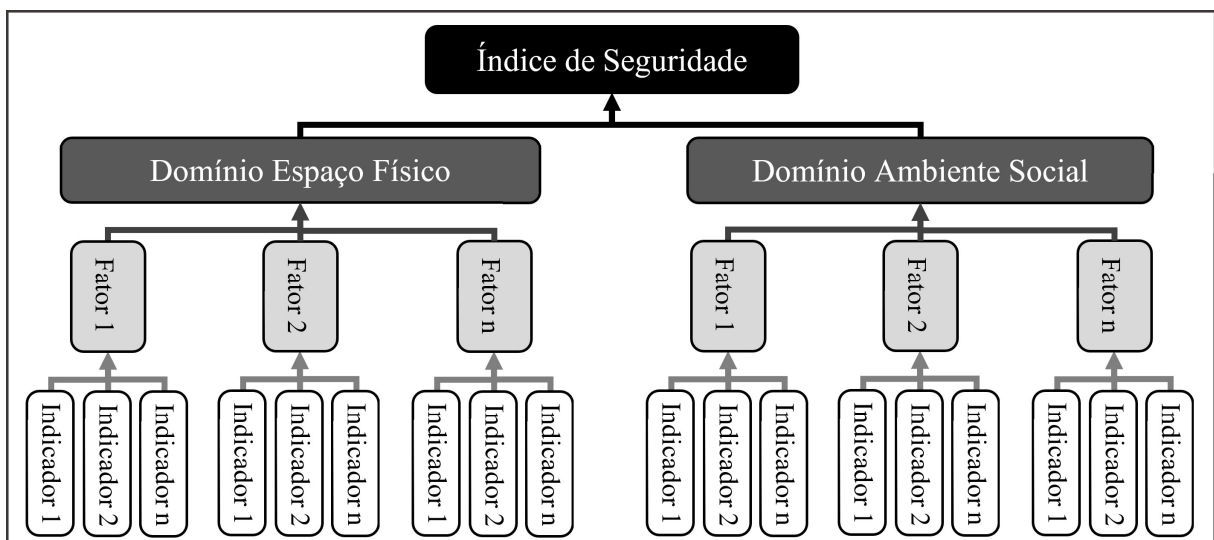 Índice de Seguridade
Domínio Espaço Físico
Domínio Ambiente Social
Fator 1
Fator 2
Fator n
Fator 1
Fator 2
Fator n
Indicador 1
Indicador 2
Indicador n
Indicador 1
Indicador 2
Indicador n
Indicador 1
Indicador 2
Indicador n
Indicador 1
Indicador 2
Indicador n
Indicador 1
Indicador 2
Indicador n
Indicador 1
Indicador 2
Indicador n